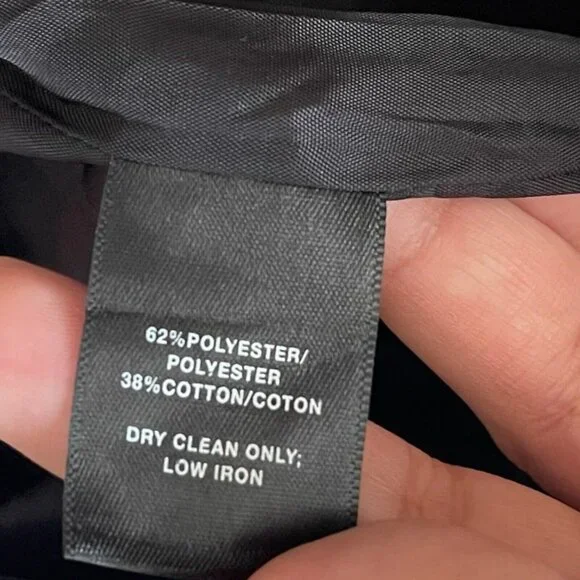 62%POLYESTER/
POLYESTER
38%COTTON/COTON
DRY CLEAN ONLY;
LOW IRON